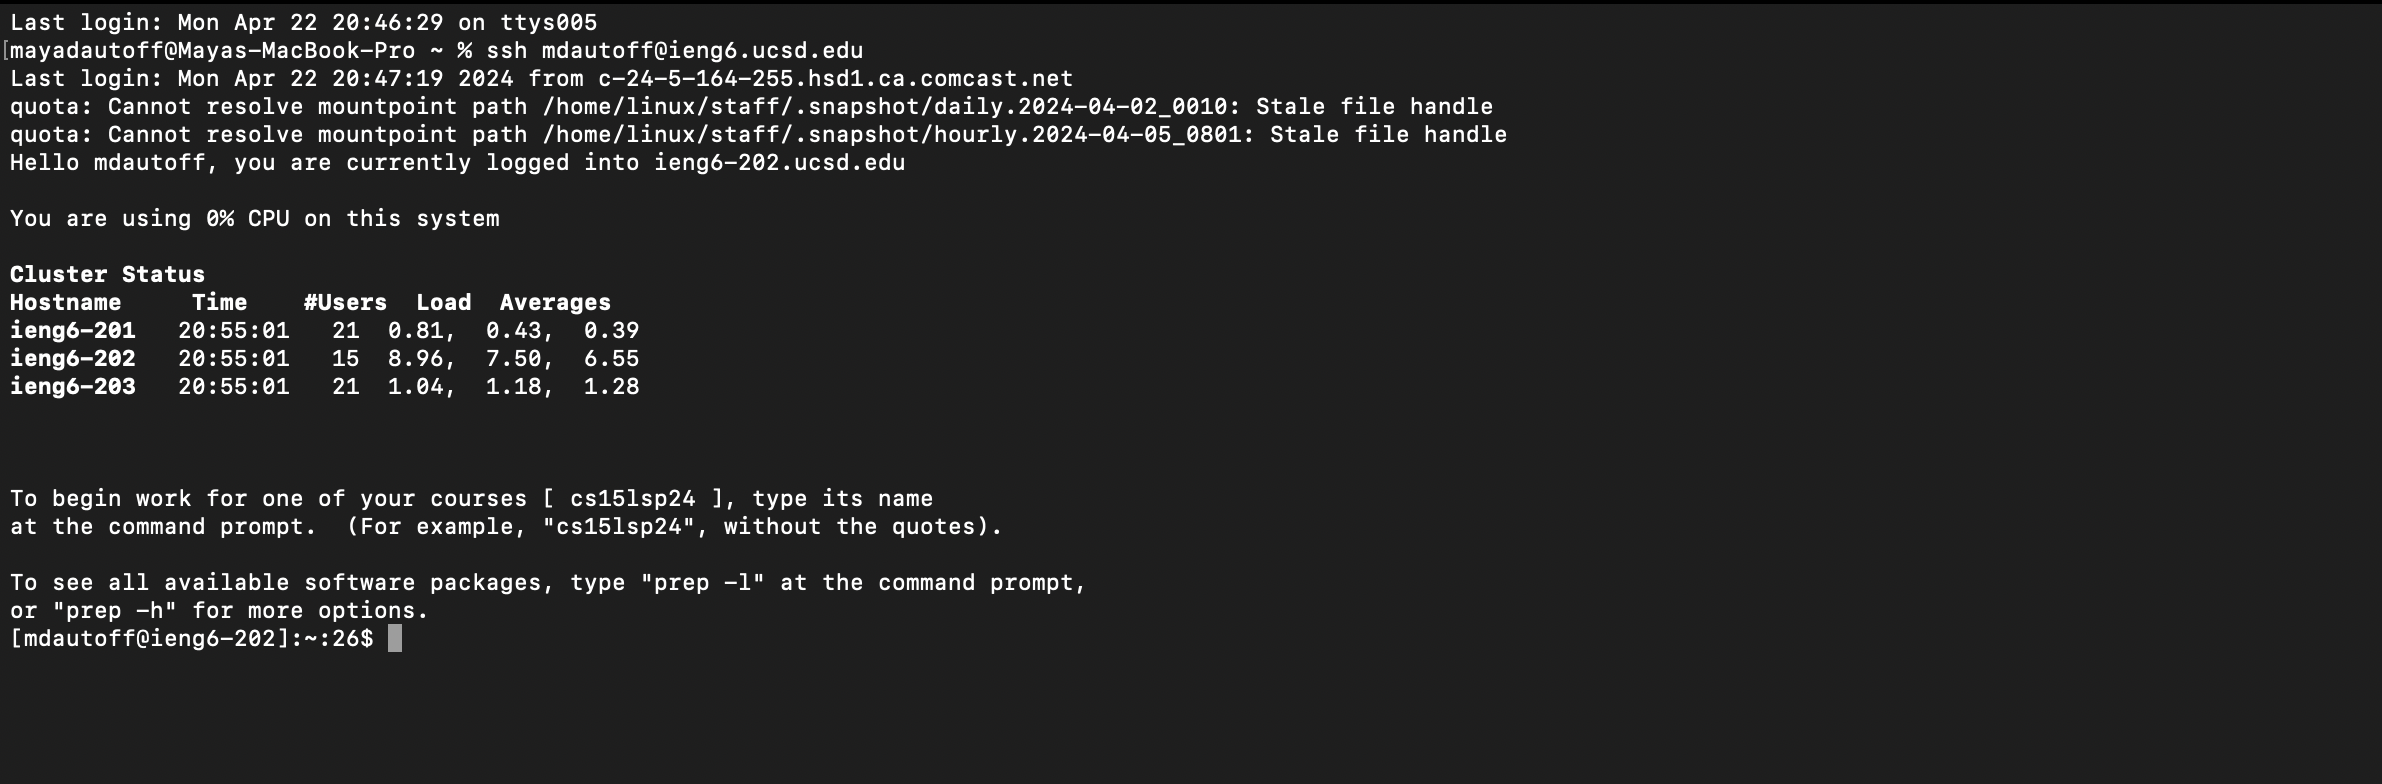 Last login: Mon Apr 22 20:46:29 on ttys005
[mayadautoff@Mayas-MacBook-Pro ~ % ssh mdautoff@ieng6.ucsd.edu
Last login: Mon Apr 22 20:47:19 2024 from c-24-5-164-255.hsd1.ca.comcast.net
quota: Cannot resolve mountpoint path /home/linux/staff/.snapshot/daily.2024-04-02_0010: Stale file handle
quota: Cannot resolve mountpoint path /home/linux/staff/.snapshot/hourly.2024-04-05_0801: Stale file handle
Hello mdautoff, you are currently logged into ieng6-202.ucsd.edu
You are using 0% CPU on this system
Cluster Status
Hostname     Time    #Users  Load  Averages
ieng6-201   20:55:01   21  0.81,  0.43,  0.39
ieng6-202   20:55:01   15  8.96,  7.50,  6.55
ieng6-203   20:55:01   21  1.04,  1.18,  1.28
To begin work for one of your courses [ cs15lsp24 ], type its name
at the command prompt.  (For example, "cs15lsp24", without the quotes).
To see all available software packages, type "prep -l" at the command prompt,
or "prep -h" for more options.
[mdautoff@ieng6-202]:~:26$